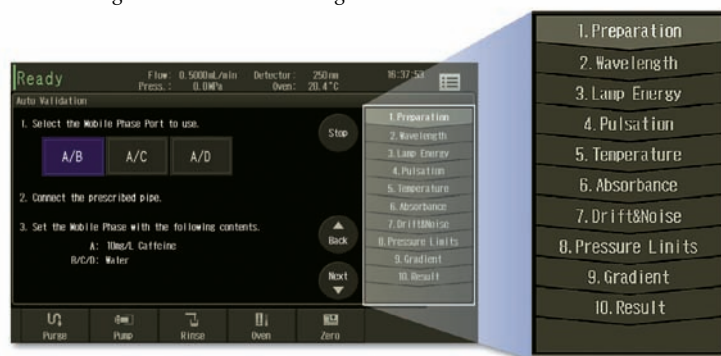 Ready
Flow: 0.5000mL/min Detector: 250nm 16:37:53
Press.: 0.0MPa Oven: 20.4°C
Auto Validation
1. Select the Mobile Phase Port to use.
A/B A/C A/D
2. Connect the prescribed pipe.
3. Set the Mobile Phase with the following contents.
A: 10mg/L Caffeine
B/C/D: Water
Stop
Back
Next
1.Preparation
2.Wavelength
3.Lamp Energy
4.Pulsation
5.Temperature
6.Absorbance
7.Drift&Noise
8.Pressure Limits
9.Gradient
10.Result
Purge Pump Rinse Oven Zero
1.Preparation
2.Wavelength
3.Lamp Energy
4.Pulsation
5.Temperature
6.Absorbance
7.Drift&Noise
8.Pressure Limits
9.Gradient
10.Result